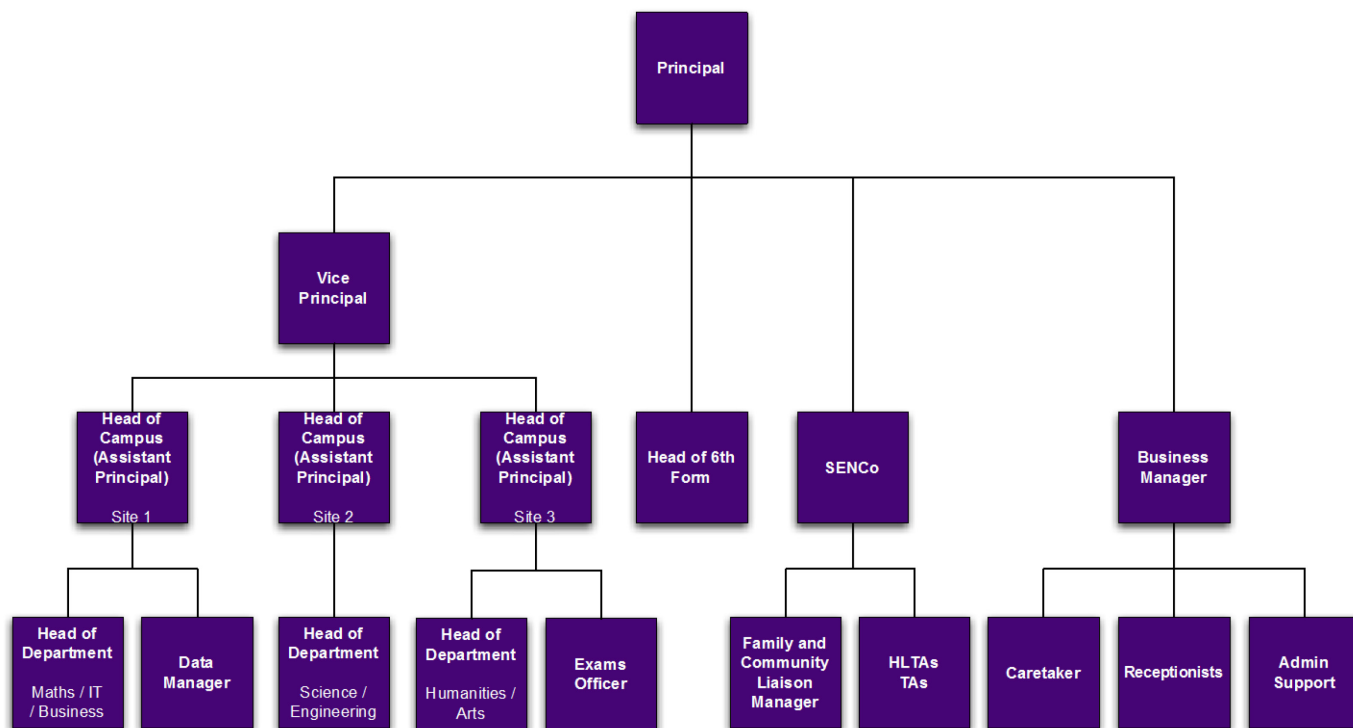 Principal
Vice
Principal
Head of
Campus
(Assistant
Principal)
Site 1
Head of
Campus
(Assistant
Principal)
Site 2
Head of
Campus
(Assistant
Principal)
Site 3
Head of 6th
Form
SENCo
Business
Manager
Head of
Department
Maths / IT
/ Business
Data
Manager
Head of
Department
Science /
Engineering
Head of
Department
Humanities /
Arts
Exams
Officer
Family and
Community
Liaison
Manager
HLTAs
TAs
Caretaker
Receptionists
Admin
Support